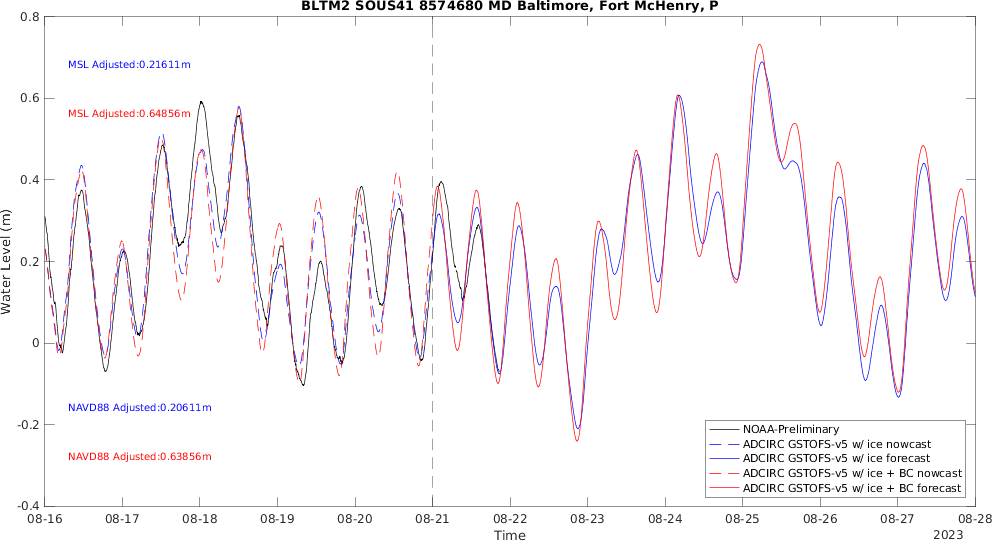 BLTM2 SOUS41 8574680 MD Baltimore, Fort McHenry, P
0.8
0.6
0.4
0.2
0
-0.2
-0.4
Water Level (m)
MSL Adjusted:0.21611m
MSL Adjusted:0.64856m
NAVD88 Adjusted:0.20611m
NAVD88 Adjusted:0.63856m
NOAA-Preliminary
ADCIRC GSTOFS-v5 w/ ice nowcast
ADCIRC GSTOFS-v5 w/ ice forecast
ADCIRC GSTOFS-v5 w/ ice + BC nowcast
ADCIRC GSTOFS-v5 w/ ice + BC forecast
08-16 08-17 08-18 08-19 08-20 08-21 08-22 08-23 08-24 08-25 08-26 08-27 08-28
Time
2023